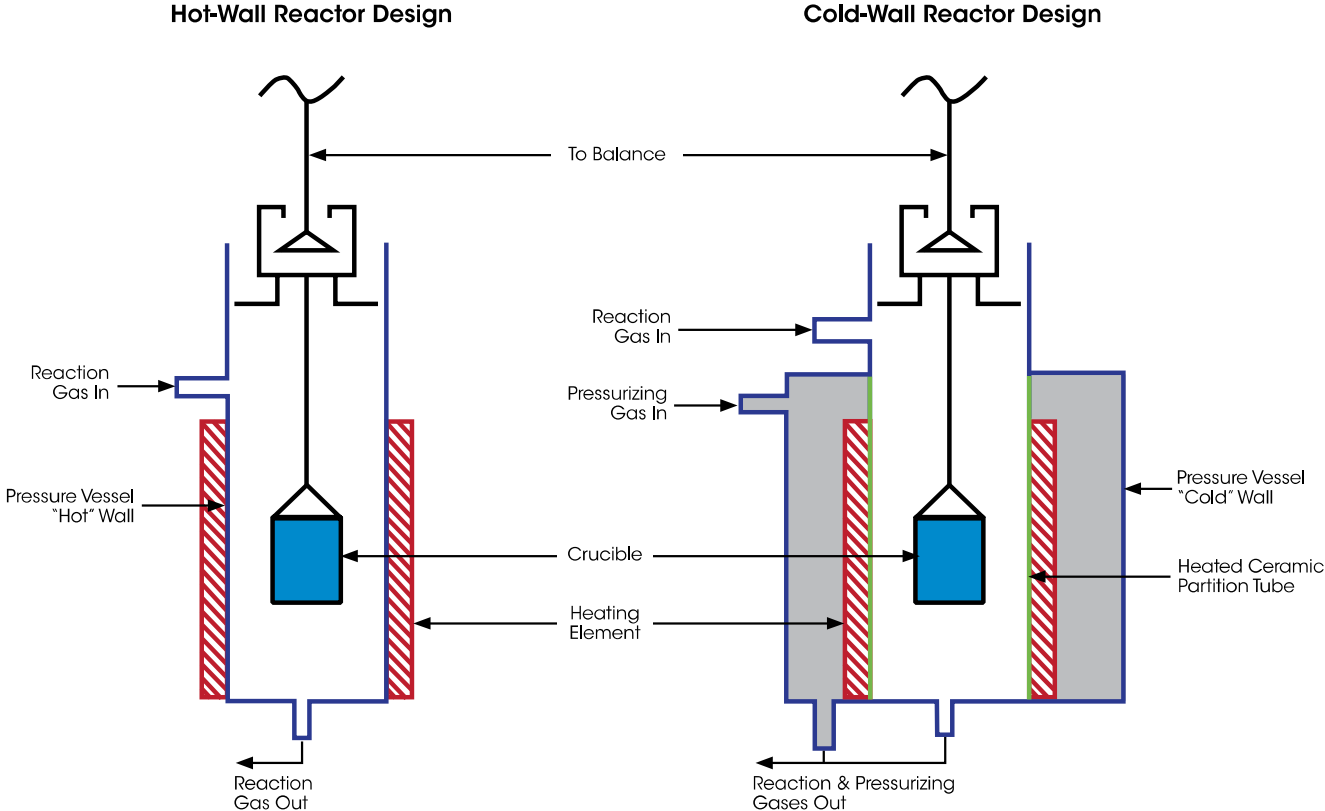 Hot-Wall Reactor Design
Cold-Wall Reactor Design
To Balance
Reaction
Gas In
Reaction
Gas In
Pressurizing
Gas In
Pressure Vessel
"Hot" Wall
Pressure Vessel
"Cold" Wall
Crucible
Heated Ceramic
Partition Tube
Heating
Element
Reaction
Gas Out
Reaction & Pressurizing
Gases Out